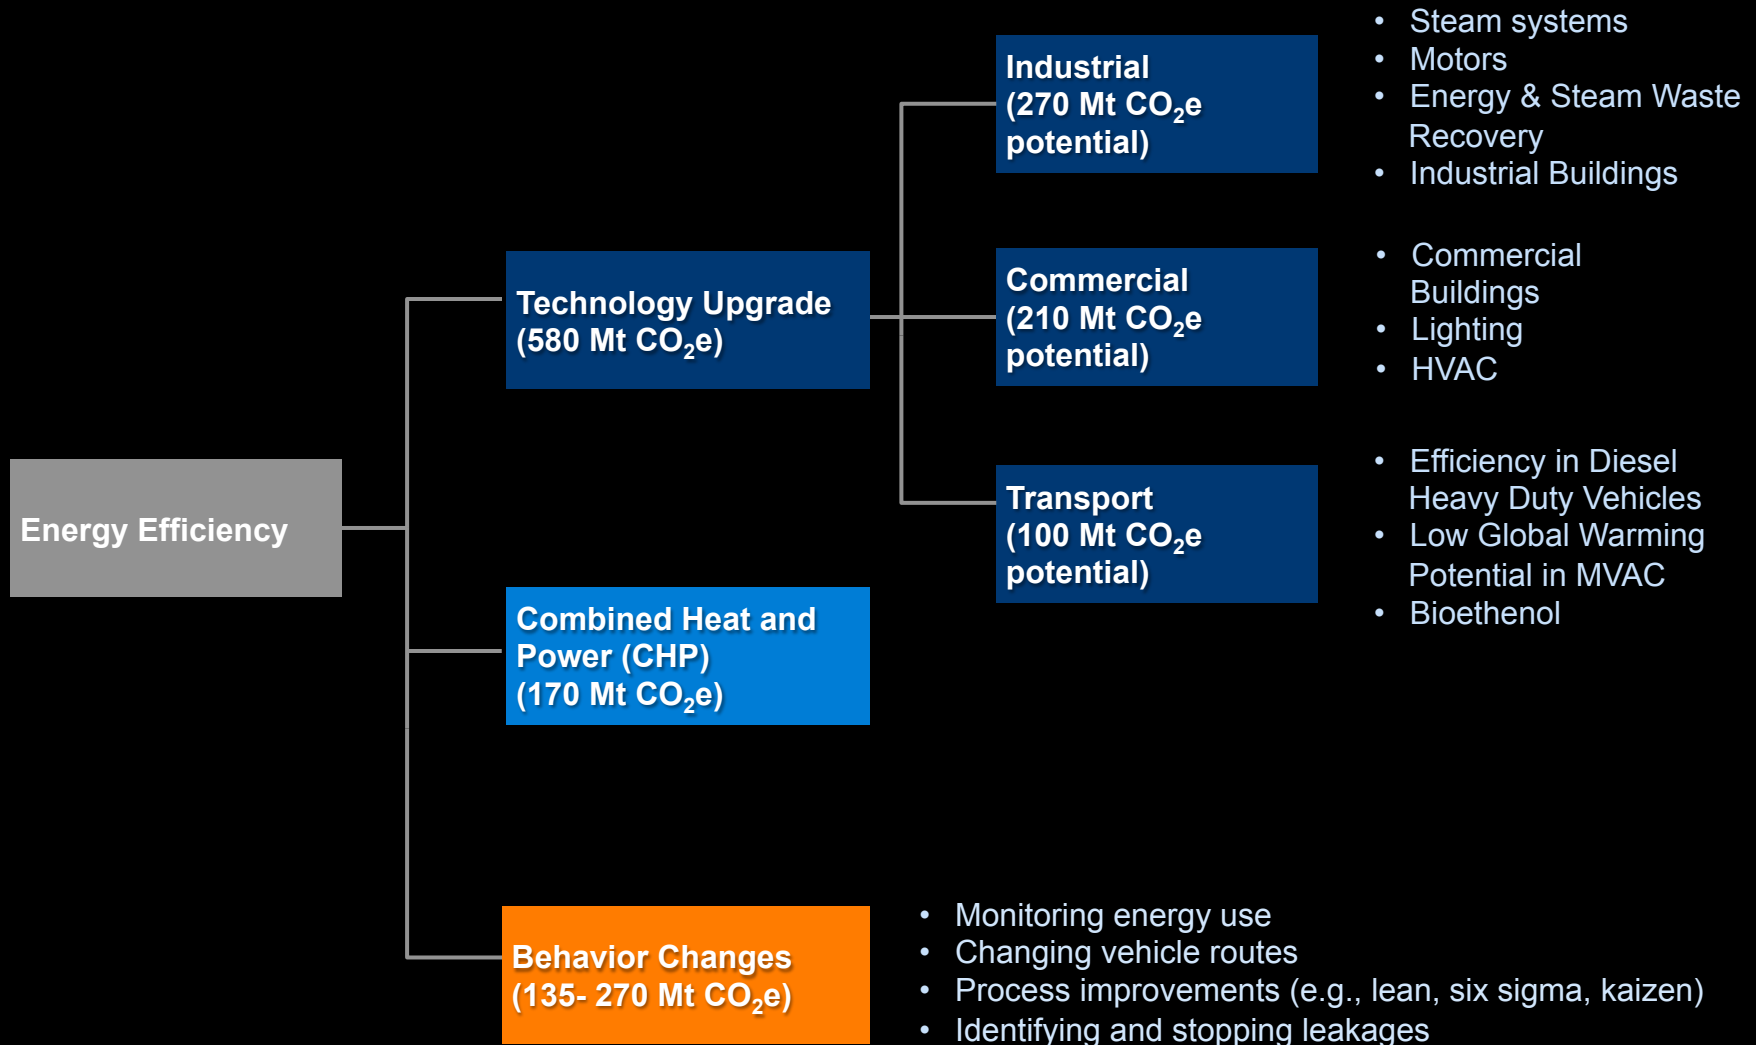 Energy Efficiency
Technology Upgrade
(580 Mt CO₂e)
Combined Heat and
Power (CHP)
(170 Mt CO₂e)
Behavior Changes
(135- 270 Mt CO₂e)
Industrial
(270 Mt CO₂e
potential)
Commercial
(210 Mt CO₂e
potential)
Transport
(100 Mt CO₂e
potential)
• Steam systems
• Motors
• Energy & Steam Waste
Recovery
• Industrial Buildings
• Commercial
Buildings
• Lighting
• HVAC
• Efficiency in Diesel
Heavy Duty Vehicles
• Low Global Warming
Potential in MVAC
• Bioethenol
• Monitoring energy use
• Changing vehicle routes
• Process improvements (e.g., lean, six sigma, kaizen)
• Identifying and stopping leakages